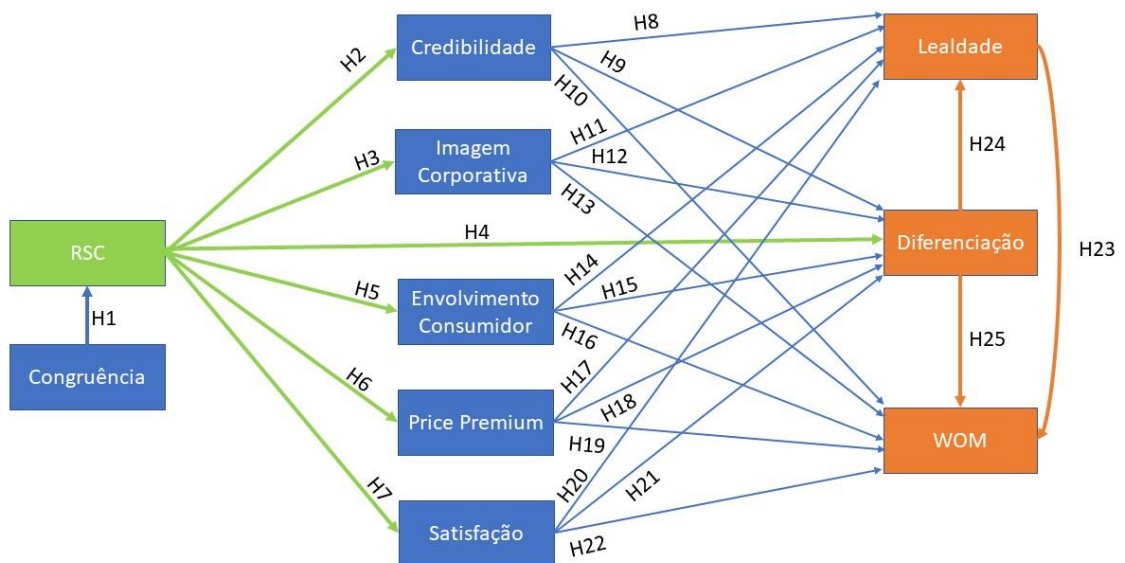 RSC
H1
Congruência
H2
H3
H4
H5
H6
H7
Credibilidade
Imagem
Corporativa
Envolvimento
Consumidor
Price Premium
Satisfação
H8
H9
H10
H11
H12
H13
H14
H15
H16
H17
H18
H19
H20
H21
H22
Lealdade
H24
Diferenciação
H25
WOM
H23